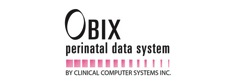 OBIX
perinatal data system
BY CLINICAL COMPUTER SYSTEMS INC.